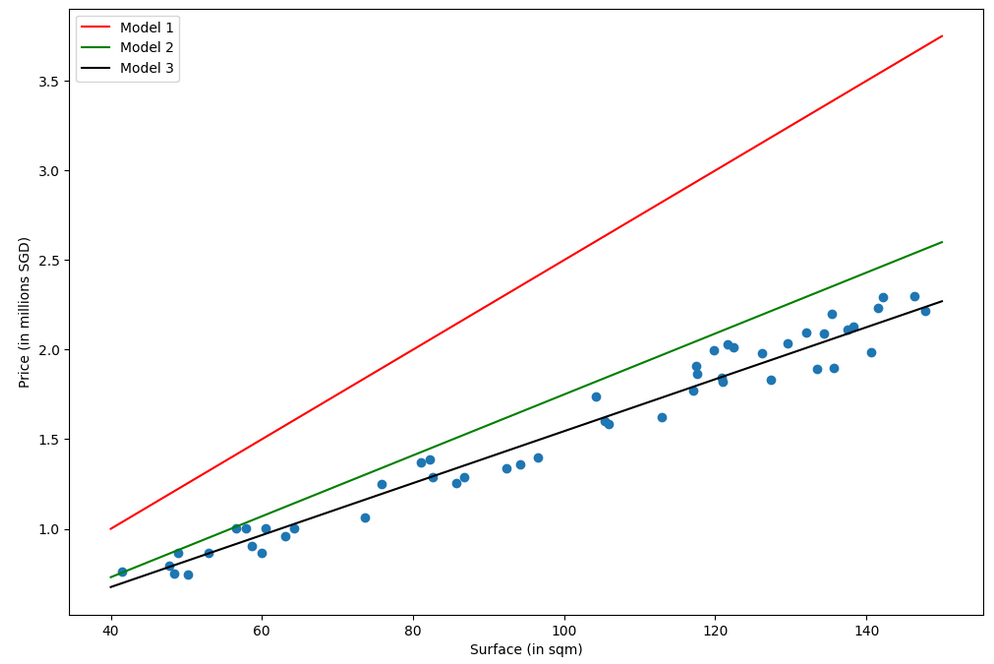 Model 1
Model 2
Model 3
3.5
3.0
2.5
2.0
1.5
1.0
Price (in millions SGD)
40 60 80 100 120 140
Surface (in sqm)